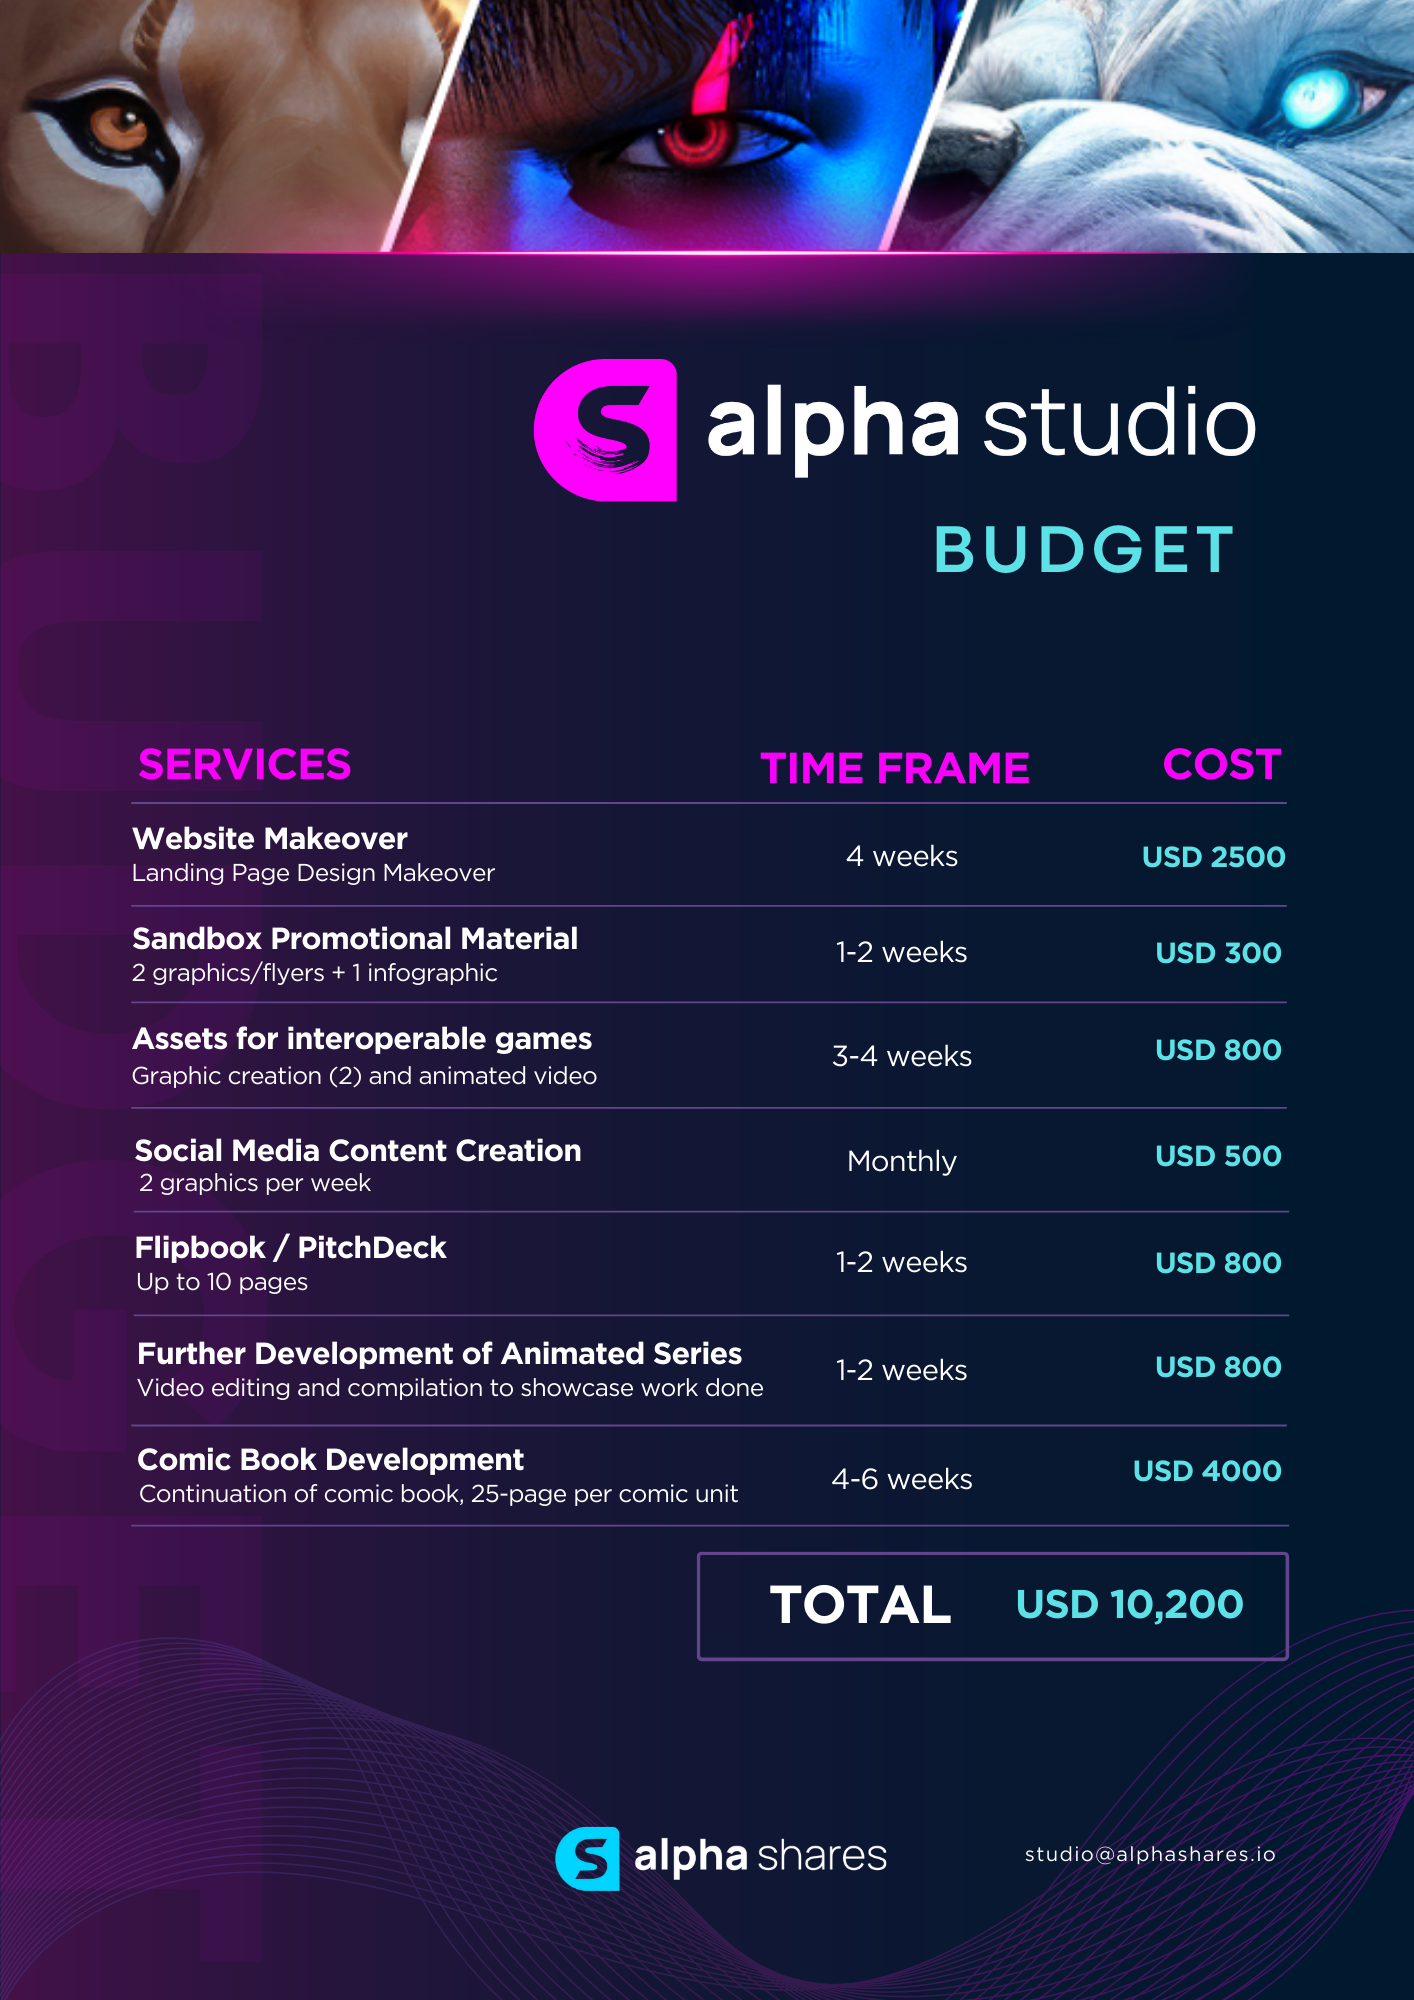 alpha studio
BUDGET
BUDGET
SERVICES TIME FRAME COST
Website Makeover
Landing Page Design Makeover
4 weeks USD 2500
Sandbox Promotional Material
2 graphics/flyers + 1 infographic
1-2 weeks USD 300
Assets for interoperable games
Graphic creation (2) and animated video
3-4 weeks USD 800
Social Media Content Creation
2 graphics per week
Monthly USD 500
Flipbook / PitchDeck
Up to 10 pages
1-2 weeks USD 800
Further Development of Animated Series
Video editing and compilation to showcase work done
1-2 weeks USD 800
Comic Book Development
Continuation of comic book, 25-page per comic unit
4-6 weeks USD 4000
TOTAL USD 10,200
alpha shares
studio@alphashares.io